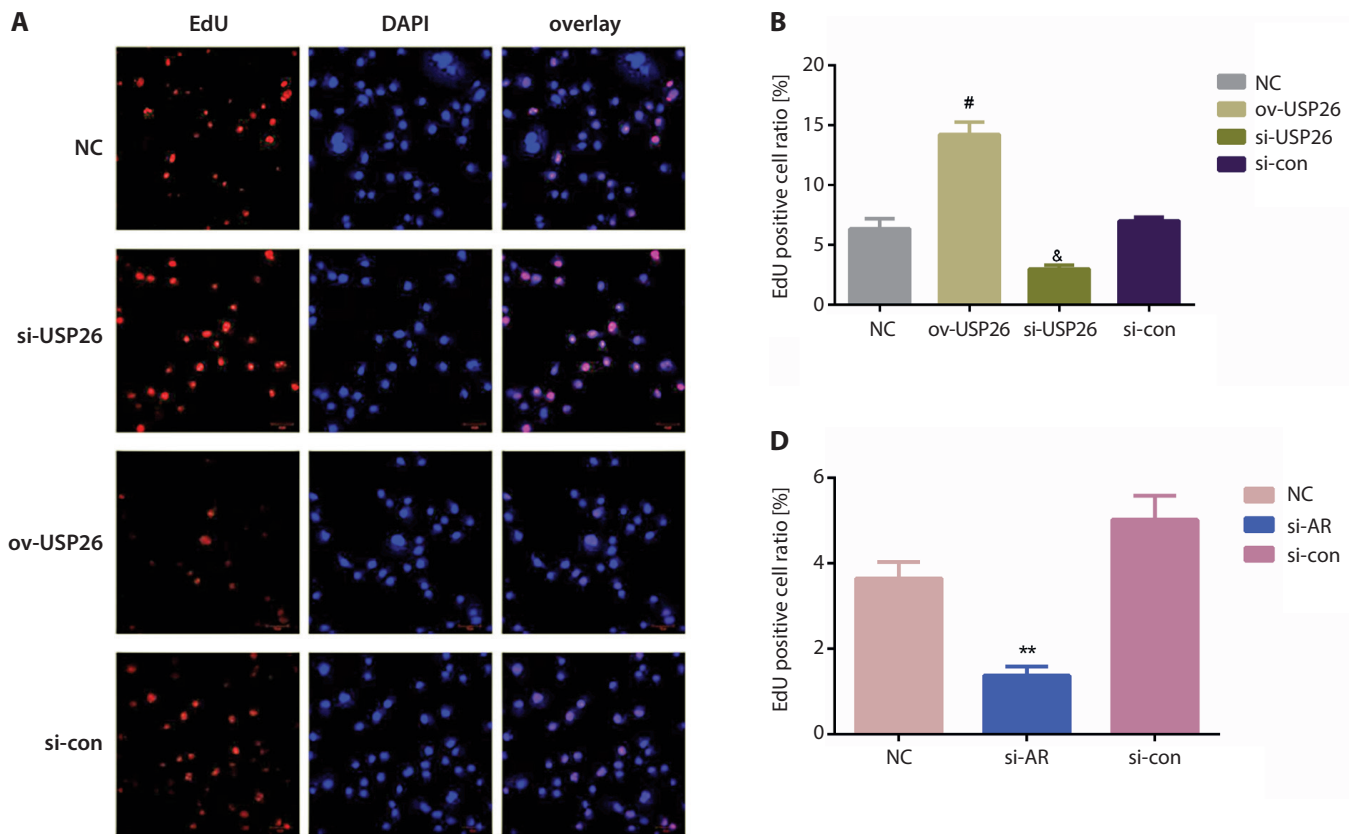 A
EdU DAPI overlay
NC
si-USP26
ov-USP26
si-con
B
EdU positive cell ratio [%]
20
15
10
5
0
#
&
NC ov-USP26 si-USP26 si-con
NC
ov-USP26
si-USP26
si-con
D
EdU positive cell ratio [%]
6
4
2
0
**
NC si-AR si-con
NC
si-AR
si-con